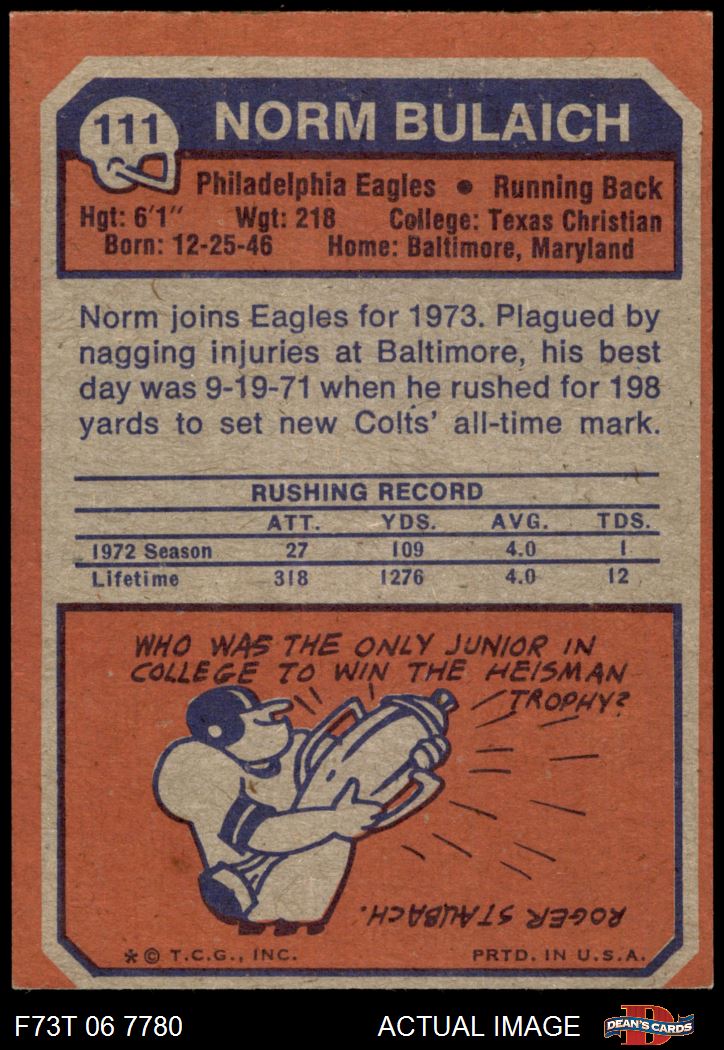 111
NORM BULAICH
Philadelphia Eagles • Running Back
Hgt: 6'1" Wgt: 218 College: Texas Christian
Born: 12-25-46 Home: Baltimore, Maryland
Norm joins Eagles for 1973. Plagued by
nagging injuries at Baltimore, his best
day was 9-19-71 when he rushed for 198
yards to set new Colts' all-time mark.
RUSHING RECORD
ATT. YDS. AVG. TDS.
1972 Season 27 109 4.0 1
Lifetime 318 1276 4.0 12
WHO WAS THE ONLY JUNIOR IN
COLLEGE TO WIN THE HEISMAN
TROPHY?
ROGER STAUBACH.
* © T.C.G., INC. PRTD. IN U.S.A.
F73T 06 7780 ACTUAL IMAGE D DEAN'S CARDS